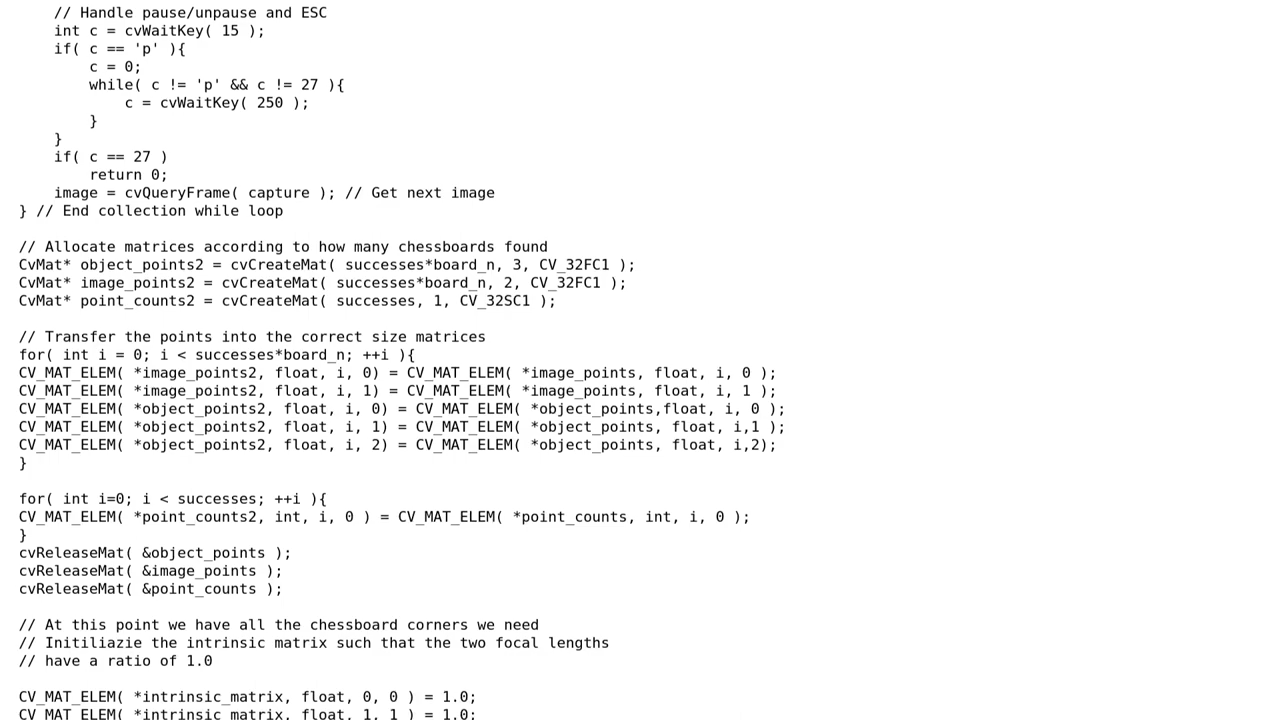 // Handle pause/unpause and ESC
int c = cvWaitKey( 15 );
if( c == 'p' ){
c = 0;
while( c != 'p' && c != 27 ){
c = cvWaitKey( 250 );
}
}
if( c == 27 )
return 0;
image = cvQueryFrame( capture ); // Get next image
} // End collection while loop
// Allocate matrices according to how many chessboards found
CvMat* object_points2 = cvCreateMat( successes*board_n, 3, CV_32FC1 );
CvMat* image_points2 = cvCreateMat( successes*board_n, 2, CV_32FC1 );
CvMat* point_counts2 = cvCreateMat( successes, 1, CV_32SC1 );
// Transfer the points into the correct size matrices
for( int i = 0; i < successes*board_n; ++i ){
CV_MAT_ELEM( *image_points2, float, i, 0) = CV_MAT_ELEM( *image_points, float, i, 0 );
CV_MAT_ELEM( *image_points2, float, i, 1) = CV_MAT_ELEM( *image_points, float, i, 1 );
CV_MAT_ELEM( *object_points2, float, i, 0) = CV_MAT_ELEM( *object_points,float, i, 0 );
CV_MAT_ELEM( *object_points2, float, i, 1) = CV_MAT_ELEM( *object_points, float, i,1 );
CV_MAT_ELEM( *object_points2, float, i, 2) = CV_MAT_ELEM( *object_points, float, i,2);
}
for( int i=0; i < successes; ++i ){
CV_MAT_ELEM( *point_counts2, int, i, 0 ) = CV_MAT_ELEM( *point_counts, int, i, 0 );
}
cvReleaseMat( &object_points );
cvReleaseMat( &image_points );
cvReleaseMat( &point_counts );
// At this point we have all the chessboard corners we need
// Initiliazie the intrinsic matrix such that the two focal lengths
// have a ratio of 1.0
CV_MAT_ELEM( *intrinsic_matrix, float, 0, 0 ) = 1.0;
CV_MAT_ELEM( *intrinsic_matrix, float, 1, 1 ) = 1.0;